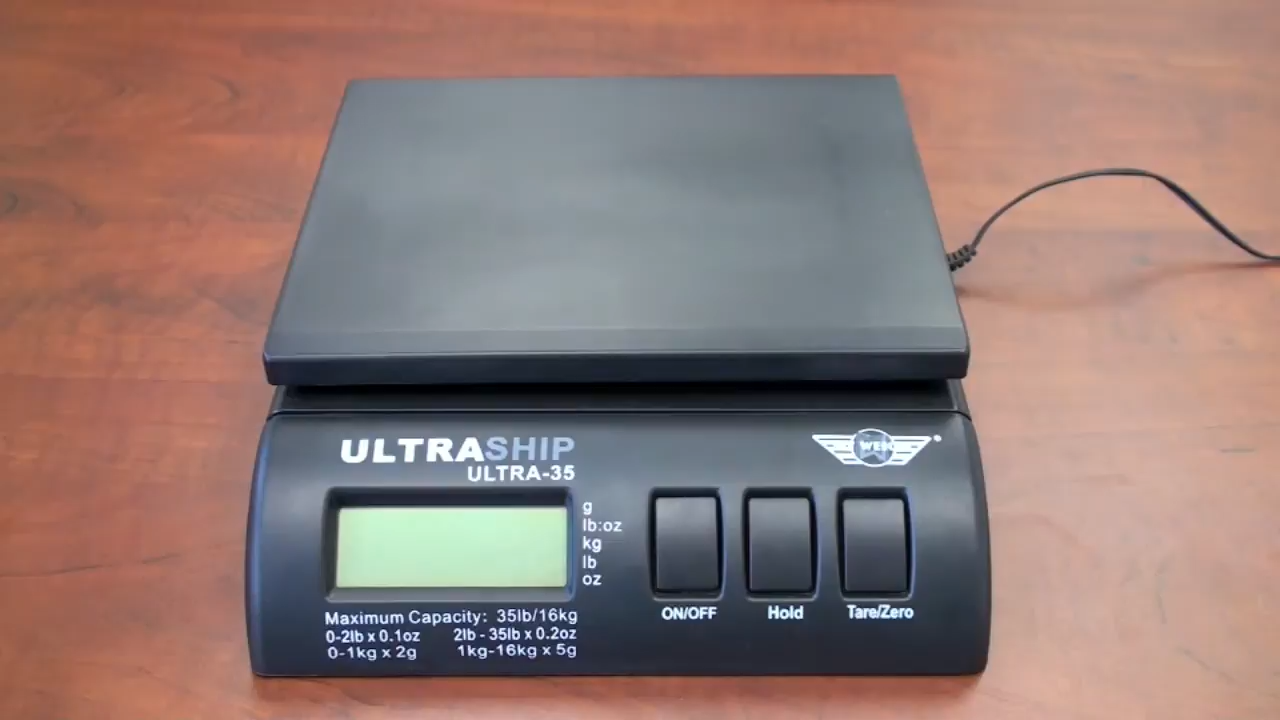 ULTRASHIP
ULTRA-35
MY WEIGH
g
lb:oz
kg
lb
oz
ON/OFF
Hold
Tare/Zero
Maximum Capacity: 35lb/16kg
0-2lb x 0.1oz 2lb - 35lb x 0.2oz
0-1kg x 2g 1kg-16kg x 5g